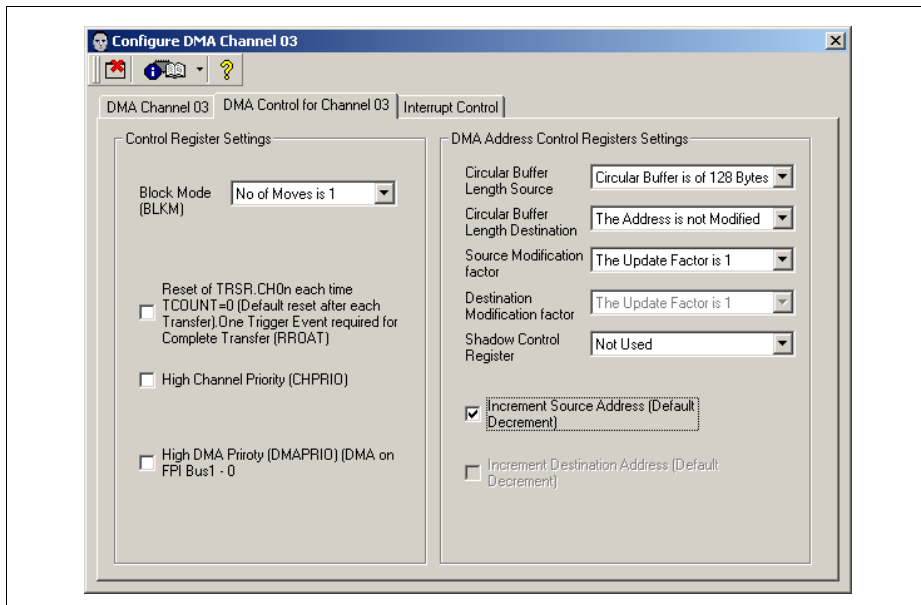 Configure DMA Channel 03
DMA Channel 03
DMA Control for Channel 03
Interrupt Control
Control Register Settings
Block Mode
(BLKM)
No of Moves is 1
Reset of TRSR.CH0n each time
TCOUNT=0 (Default reset after each
Transfer).One Trigger Event required for
Complete Transfer (RROAT)
High Channel Priority (CHPRIO)
High DMA Priroty (DMAPRIO) (DMA on
FPI Bus1 - 0
DMA Address Control Registers Settings
Circular Buffer
Length Source
Circular Buffer is of 128 Bytes
Circular Buffer
Length Destination
The Address is not Modified
Source Modification
factor
The Update Factor is 1
Destination
Modification factor
The Update Factor is 1
Shadow Control
Register
Not Used
Increment Source Address (Default
Decrement)
Increment Destination Address (Default
Decrement)